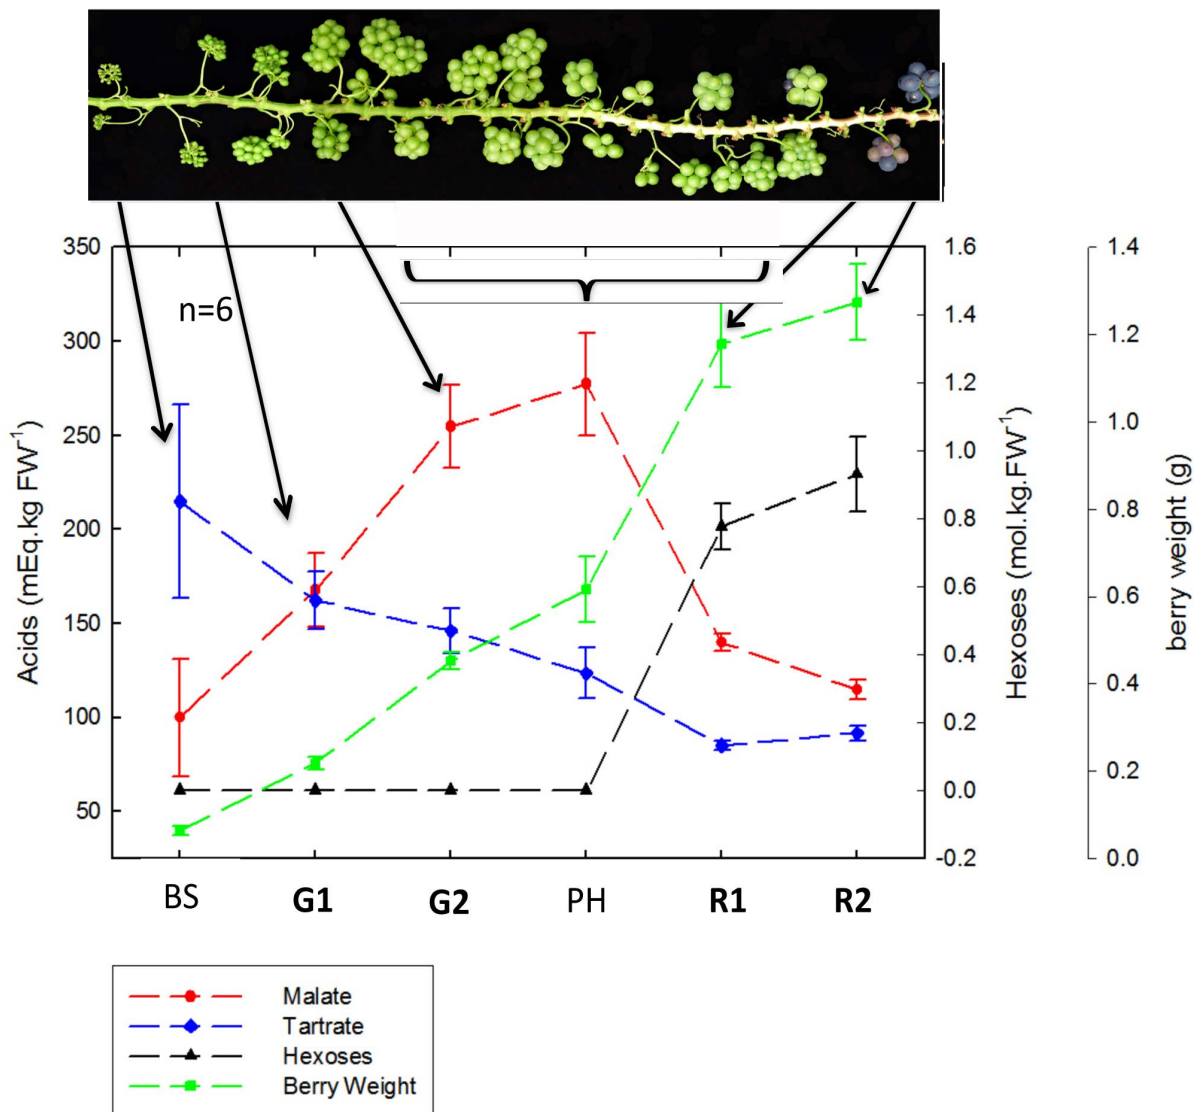 n=6
350
300
250
200
150
100
50
Acids (mEq.kg FW⁻¹)
1.6
1.4
1.2
1.0
0.8
0.6
0.4
0.2
0.0
-0.2
Hexoses (mol.kg.FW⁻¹)
1.4
1.2
1.0
0.8
0.6
0.4
0.2
0.0
berry weight (g)
BS G1 G2 PH R1 R2
Malate
Tartrate
Hexoses
Berry Weight